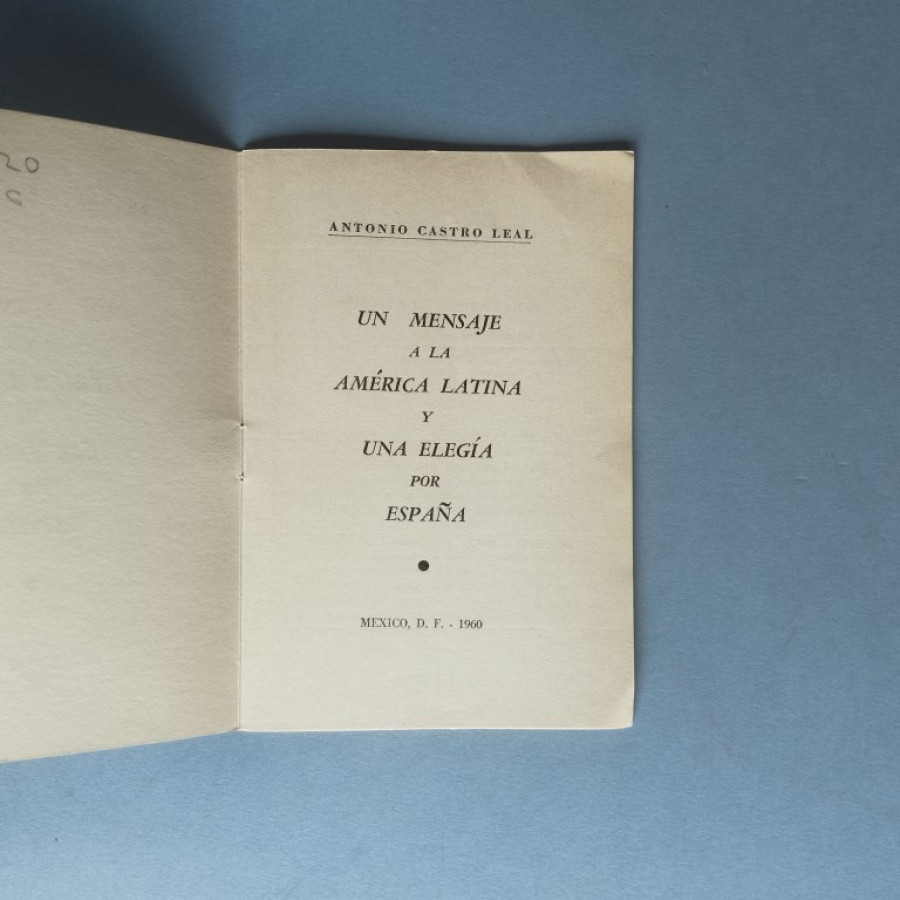 ANTONIO CASTRO LEAL
UN MENSAJE
A LA
AMÉRICA LATINA
Y
UNA ELEGÍA
POR
ESPAÑA
MEXICO, D. F. - 1960